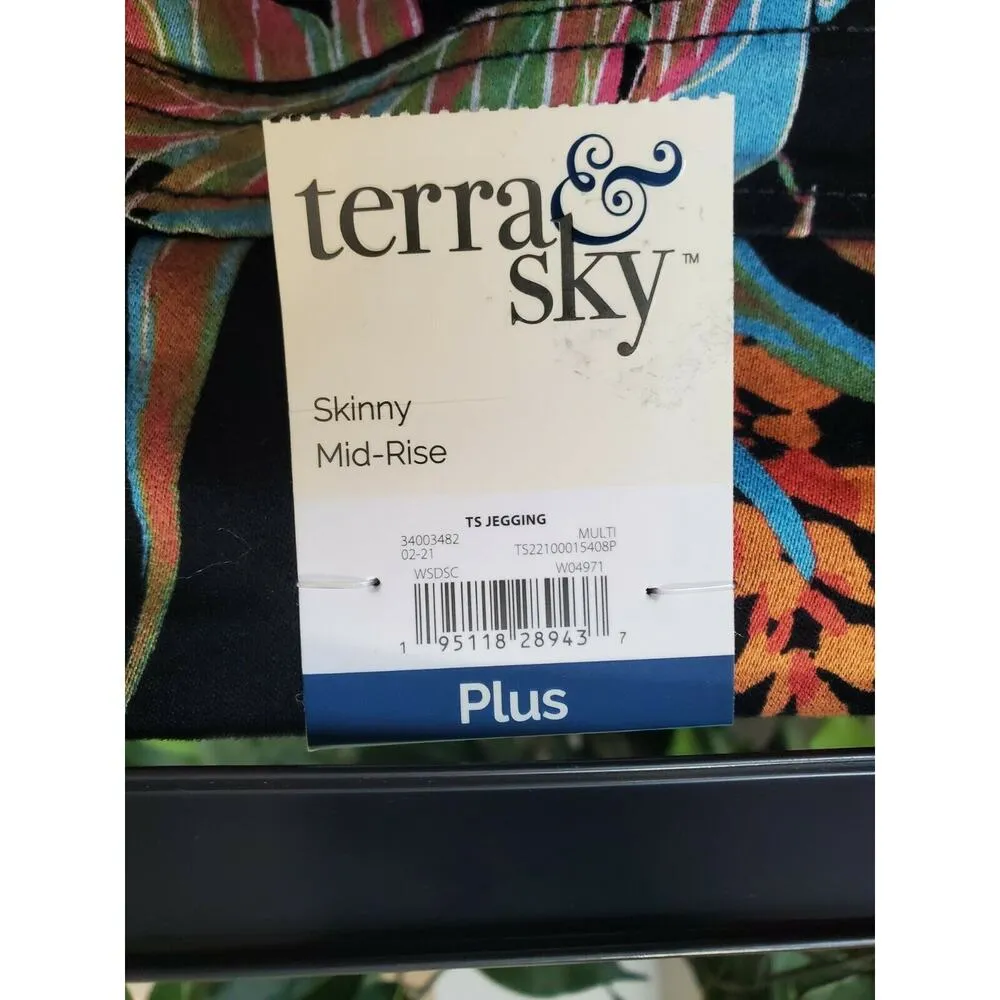 terra &
sky™
Skinny
Mid-Rise
TS JEGGING
34003482 MULTI
02-21 TS22100015408P
WSDSC W04971
1 95118 28943 7
Plus